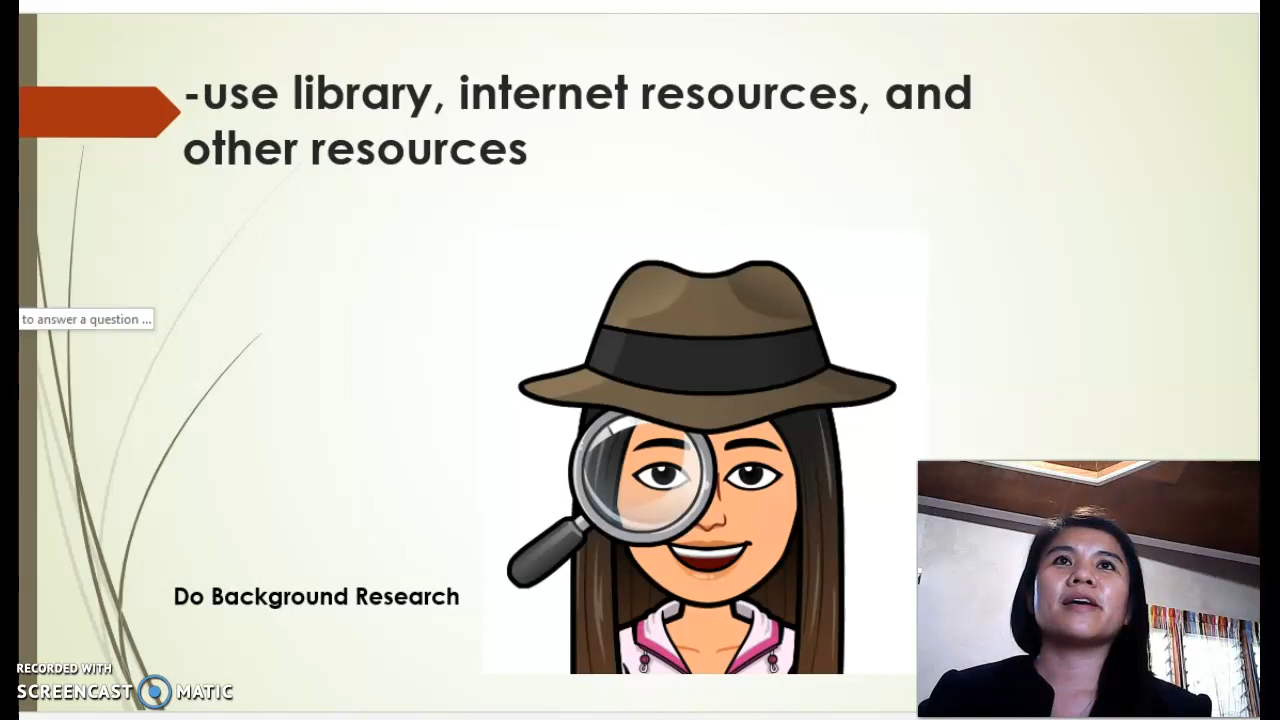 -use library, internet resources, and
other resources
to answer a question ...
Do Background Research
RECORDED WITH
SCREENCAST MATIC